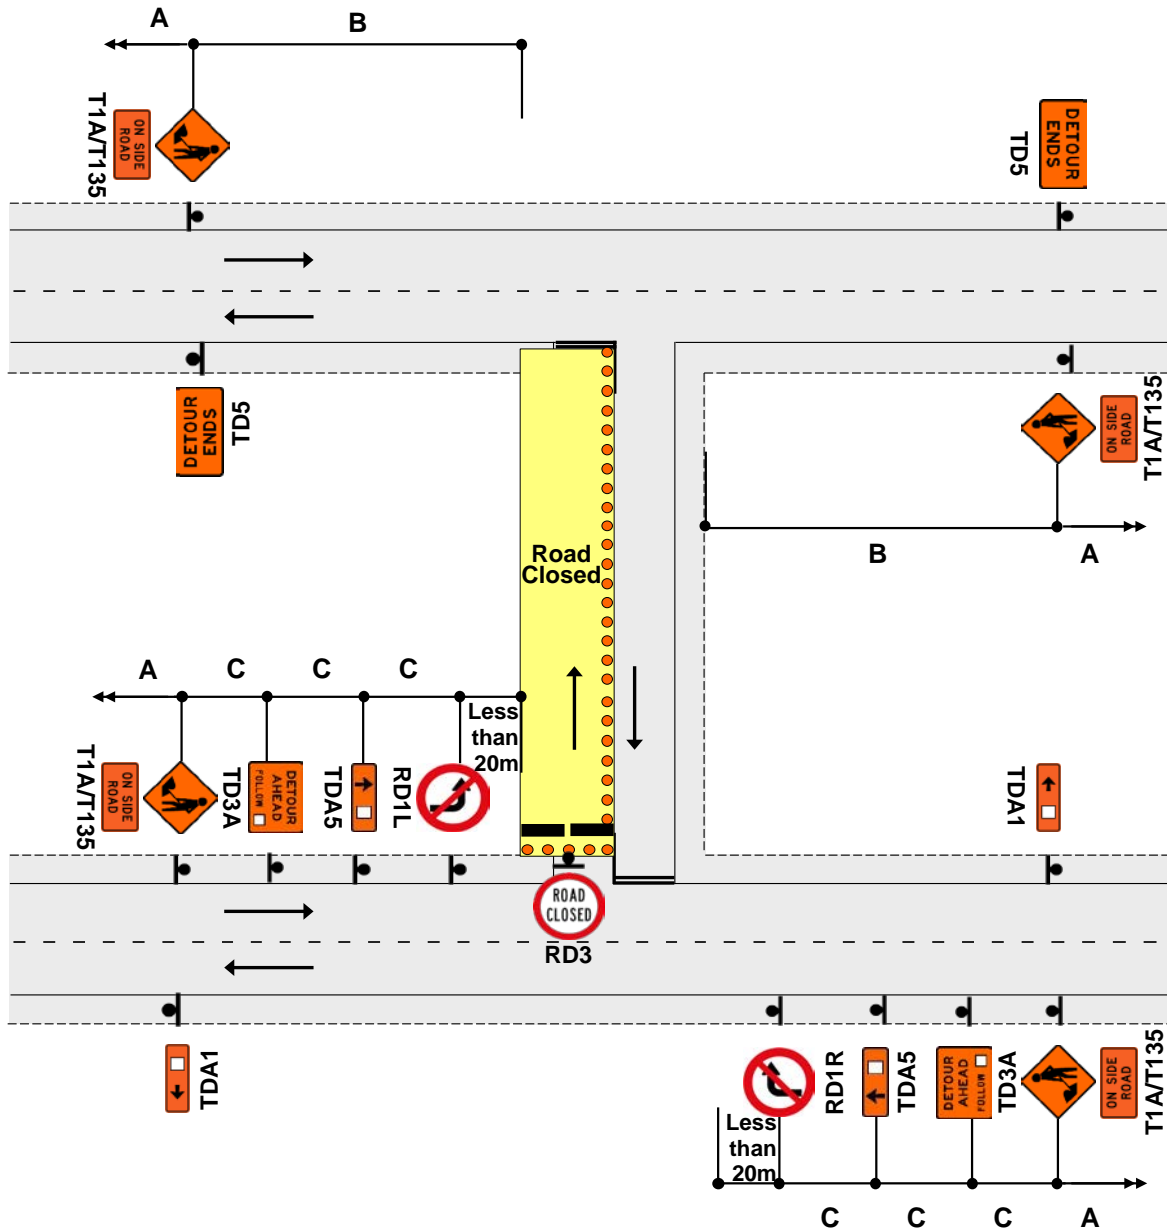 A
B
T1A/T135
ON SIDE
ROAD
TD5
DETOUR
ENDS
DETOUR
ENDS
TD5
ON SIDE
ROAD
T1A/T135
B
A
Road
Closed
A
C
C
C
Less
than
20m
T1A/T135
ON SIDE
ROAD
TD3A
DETOUR
AHEAD
FOLLOW
TDA5
RD1L
TDA1
ROAD
CLOSED
RD3
TDA1
RD1R
TDA5
DETOUR
AHEAD
FOLLOW
TD3A
ON SIDE
ROAD
T1A/T135
Less
than
20m
C
C
C
A